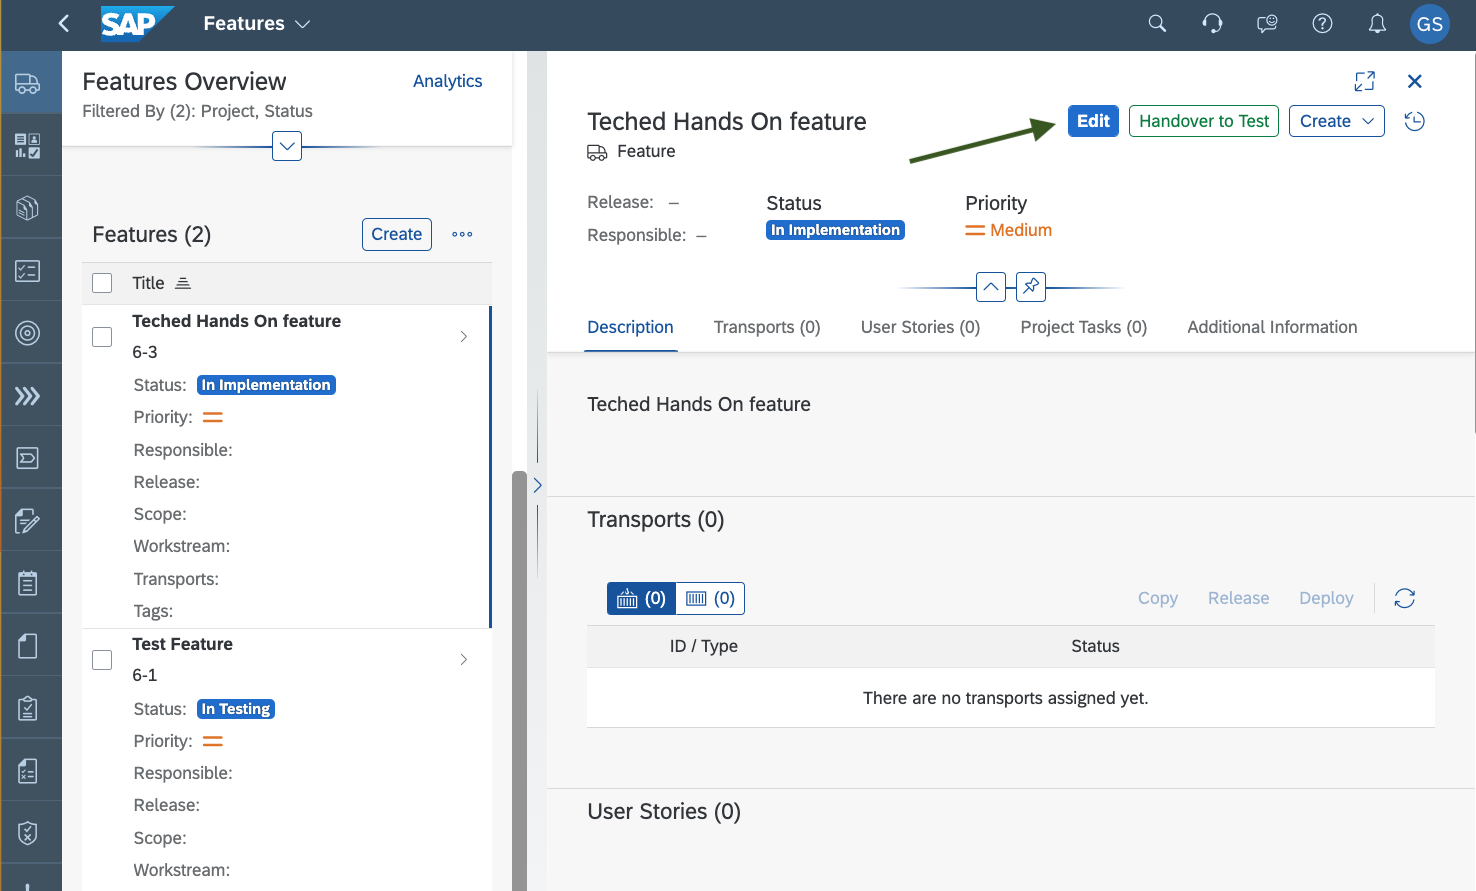 SAP
Features
GS
Features Overview
Analytics
Filtered By (2): Project, Status
Features (2)
Create
Title
Teched Hands On feature
6-3
Status: In Implementation
Priority:
Responsible:
Release:
Scope:
Workstream:
Transports:
Tags:
Test Feature
6-1
Status: In Testing
Priority:
Responsible:
Release:
Scope:
Workstream:
Teched Hands On feature
Edit
Handover to Test
Create
Feature
Release: –
Responsible: –
Status
In Implementation
Priority
Medium
Description
Transports (0)
User Stories (0)
Project Tasks (0)
Additional Information
Teched Hands On feature
Transports (0)
(0)
(0)
Copy
Release
Deploy
ID / Type
Status
There are no transports assigned yet.
User Stories (0)